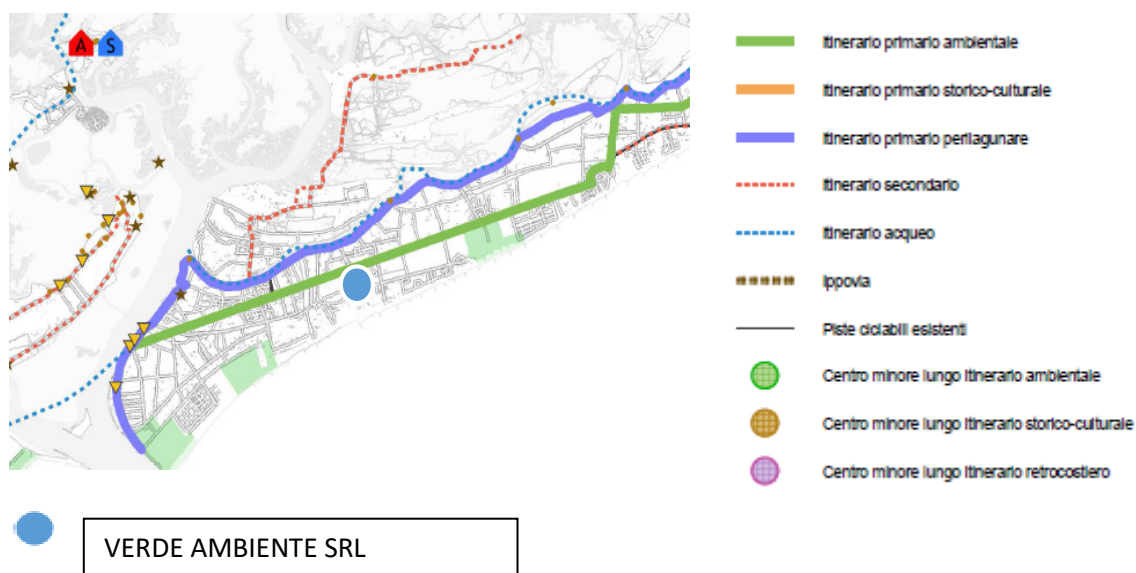 A S
Itinerario primario ambientale
Itinerario primario storico-culturale
Itinerario primario perilagunare
Itinerario secondario
Itinerario acqueo
Ippovia
Piste ciclabili esistenti
Centro minore lungo itinerario ambientale
Centro minore lungo itinerario storico-culturale
Centro minore lungo itinerario retrocostiero
VERDE AMBIENTE SRL